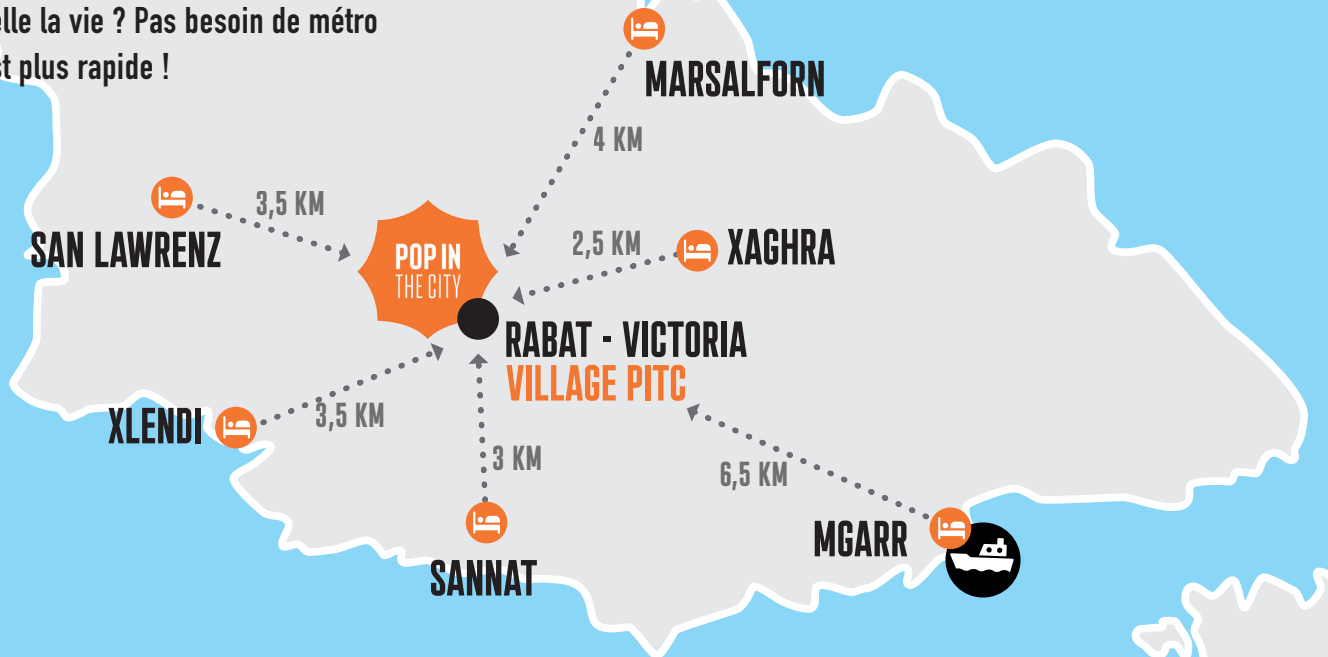 elle la vie ? Pas besoin de métro
st plus rapide !
MARSALFORN
4 KM
3,5 KM
SAN LAWRENZ
2,5 KM
XAGHRA
POP IN
THE CITY
RABAT - VICTORIA
VILLAGE PITC
XLENDI
3,5 KM
3 KM
6,5 KM
MGARR
SANNAT